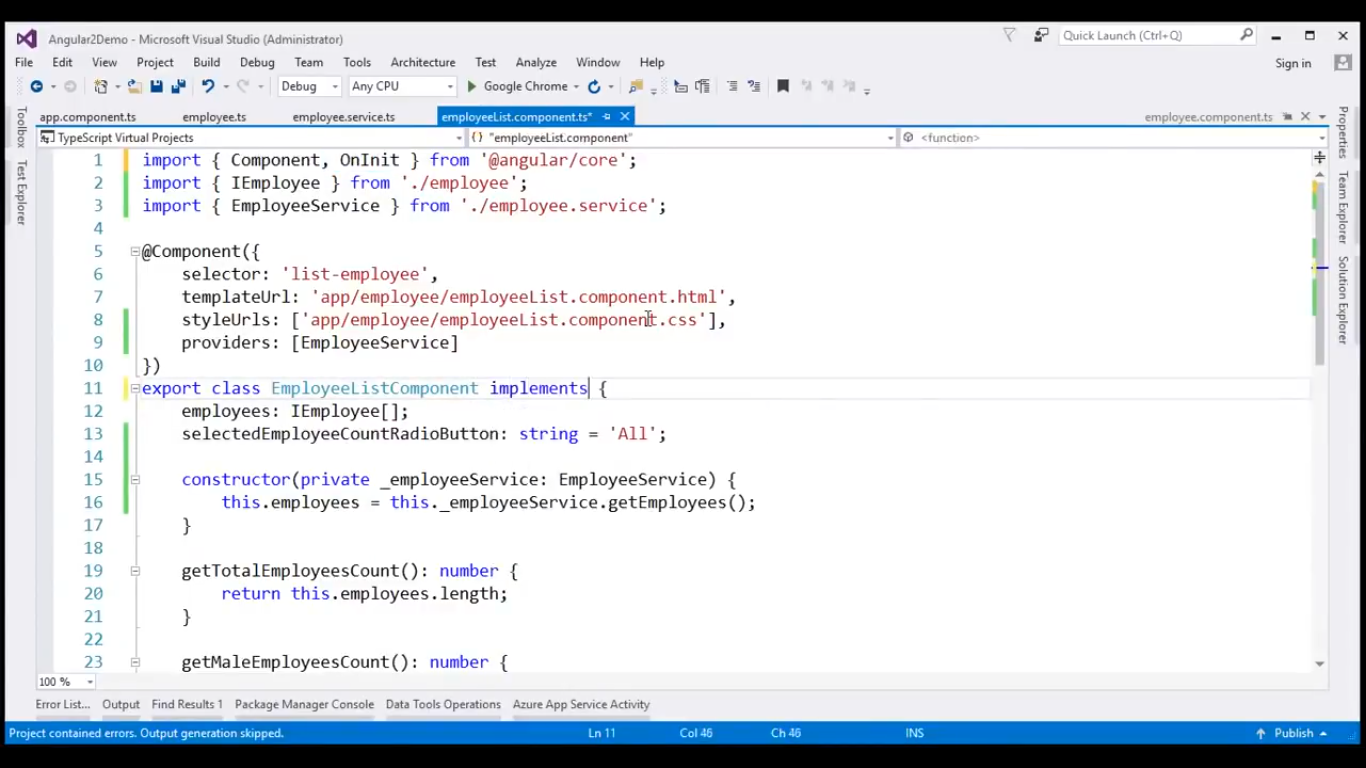 Angular2Demo - Microsoft Visual Studio (Administrator)
Quick Launch (Ctrl+Q)
File Edit View Project Build Debug Team Tools Architecture Test Analyze Window Help
Sign in
Debug Any CPU Google Chrome
app.component.ts employee.ts employee.service.ts employeeList.component.ts* employee.component.ts
TypeScript Virtual Projects {} "employeeList.component" <function>
Toolbox
Test Explorer
Properties
Team Explorer
Solution Explorer
1 import { Component, OnInit } from '@angular/core';
2 import { IEmployee } from './employee';
3 import { EmployeeService } from './employee.service';
4
5 @Component({
6 selector: 'list-employee',
7 templateUrl: 'app/employee/employeeList.component.html',
8 styleUrls: ['app/employee/employeeList.component.css'],
9 providers: [EmployeeService]
10 })
11 export class EmployeeListComponent implements {
12 employees: IEmployee[];
13 selectedEmployeeCountRadioButton: string = 'All';
14
15 constructor(private _employeeService: EmployeeService) {
16 this.employees = this._employeeService.getEmployees();
17 }
18
19 getTotalEmployeesCount(): number {
20 return this.employees.length;
21 }
22
23 getMaleEmployeesCount(): number {
100 %
Error List... Output Find Results 1 Package Manager Console Data Tools Operations Azure App Service Activity
Project contained errors. Output generation skipped. Ln 11 Col 46 Ch 46 INS Publish